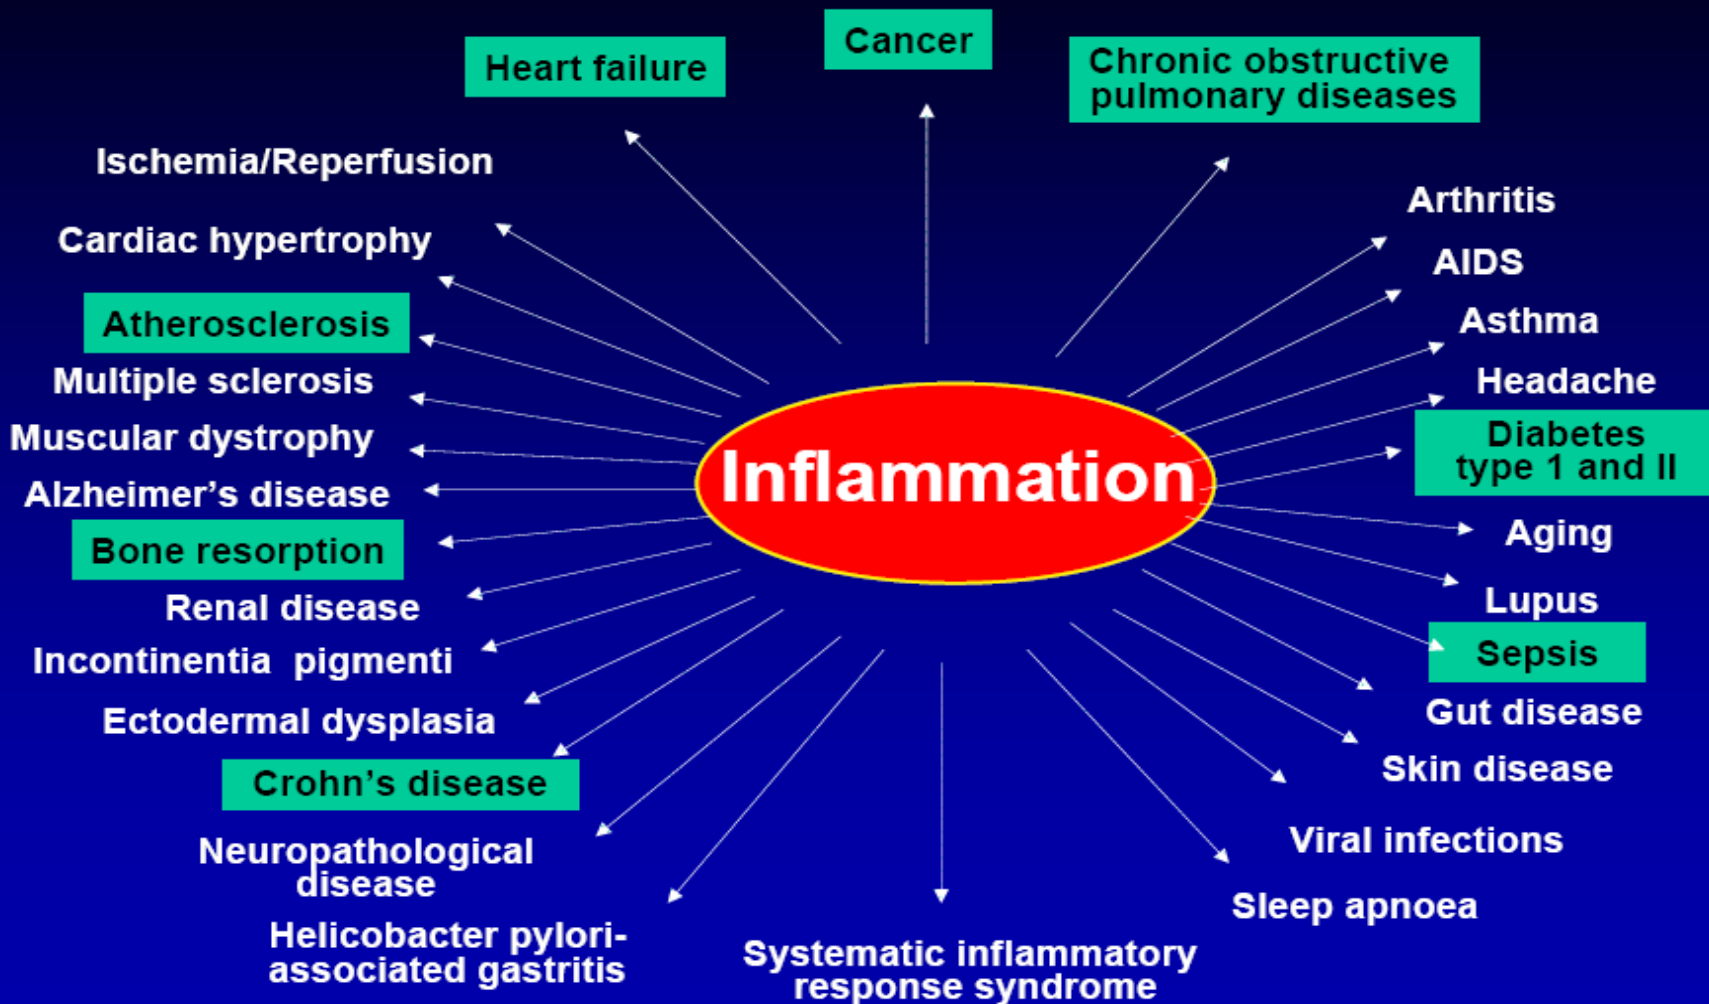 Cancer
Heart failure
Chronic obstructive
pulmonary diseases
Ischemia/Reperfusion
Cardiac hypertrophy
Atherosclerosis
Multiple sclerosis
Muscular dystrophy
Alzheimer’s disease
Bone resorption
Renal disease
Incontinentia pigmenti
Ectodermal dysplasia
Crohn’s disease
Neuropathological
disease
Helicobacter pylori-
associated gastritis
Inflammation
Systematic inflammatory
response syndrome
Arthritis
AIDS
Asthma
Headache
Diabetes
type 1 and II
Aging
Lupus
Sepsis
Gut disease
Skin disease
Viral infections
Sleep apnoea